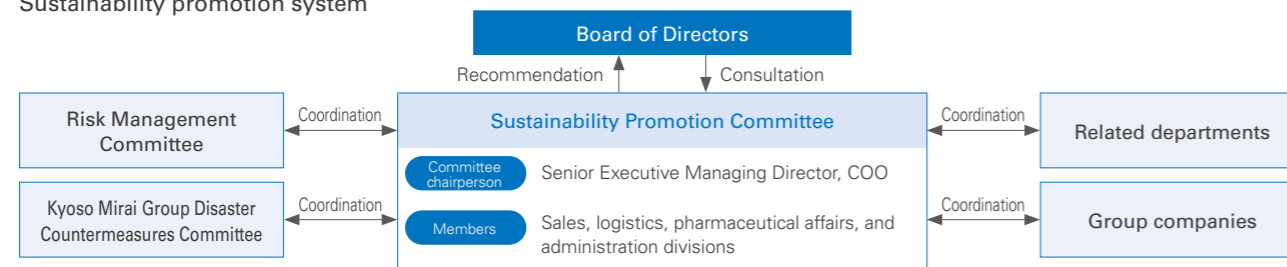 Sustainability promotion system
Board of Directors
Recommendation
Consultation
Risk Management
Committee
Coordination
Sustainability Promotion Committee
Coordination
Related departments
Committee
chairperson
Senior Executive Managing Director, COO
Kyoso Mirai Group Disaster
Countermeasures Committee
Coordination
Members
Sales, logistics, pharmaceutical affairs, and
administration divisions
Coordination
Group companies